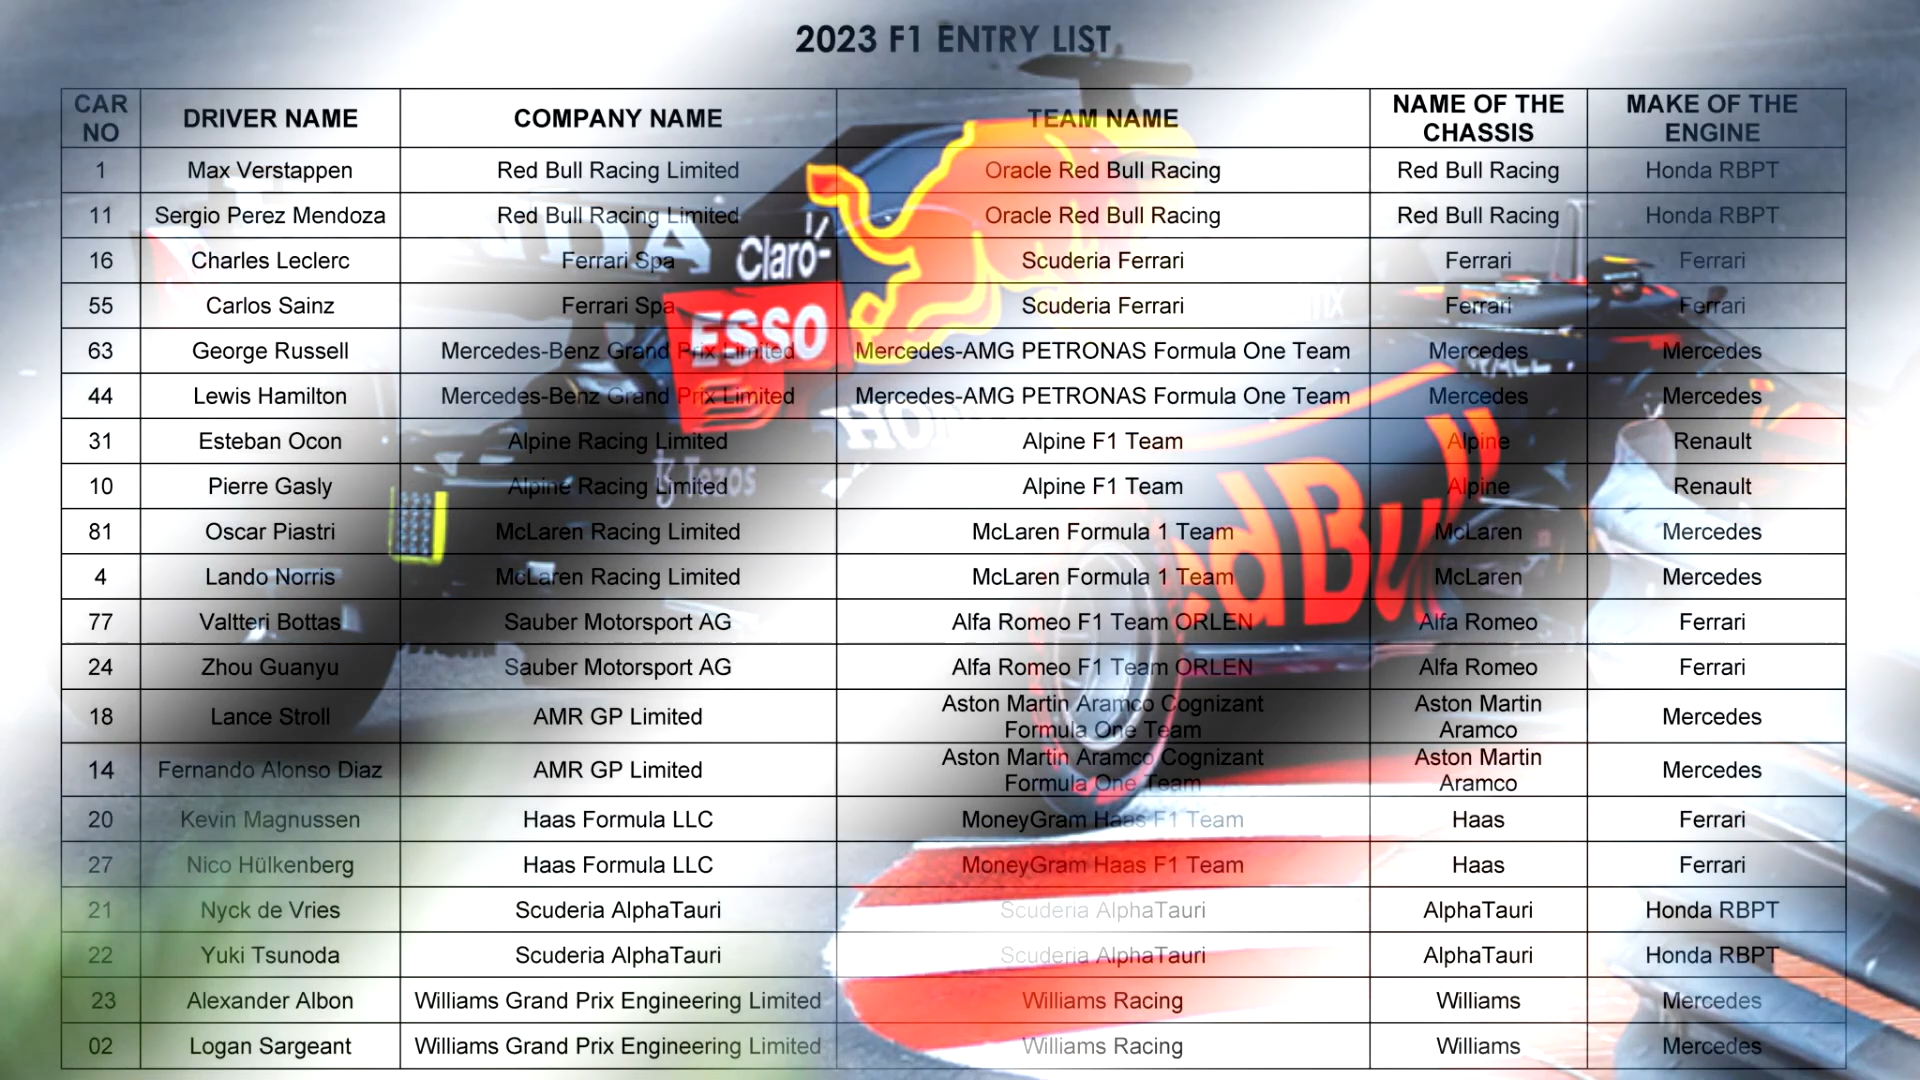 2023 F1 ENTRY LIST
CAR NO DRIVER NAME COMPANY NAME TEAM NAME NAME OF THE CHASSIS MAKE OF THE ENGINE
1 Max Verstappen Red Bull Racing Limited Oracle Red Bull Racing Red Bull Racing Honda RBPT
11 Sergio Perez Mendoza Red Bull Racing Limited Oracle Red Bull Racing Red Bull Racing Honda RBPT
16 Charles Leclerc Ferrari Spa Scuderia Ferrari Ferrari Ferrari
55 Carlos Sainz Ferrari Spa Scuderia Ferrari Ferrari Ferrari
63 George Russell Mercedes-Benz Grand Prix Limited Mercedes-AMG PETRONAS Formula One Team Mercedes Mercedes
44 Lewis Hamilton Mercedes-Benz Grand Prix Limited Mercedes-AMG PETRONAS Formula One Team Mercedes Mercedes
31 Esteban Ocon Alpine Racing Limited Alpine F1 Team Alpine Renault
10 Pierre Gasly Alpine Racing Limited Alpine F1 Team Alpine Renault
81 Oscar Piastri McLaren Racing Limited McLaren Formula 1 Team McLaren Mercedes
4 Lando Norris McLaren Racing Limited McLaren Formula 1 Team McLaren Mercedes
77 Valtteri Bottas Sauber Motorsport AG Alfa Romeo F1 Team ORLEN Alfa Romeo Ferrari
24 Zhou Guanyu Sauber Motorsport AG Alfa Romeo F1 Team ORLEN Alfa Romeo Ferrari
18 Lance Stroll AMR GP Limited Aston Martin Aramco Cognizant Formula One Team Aston Martin Aramco Mercedes
14 Fernando Alonso Diaz AMR GP Limited Aston Martin Aramco Cognizant Formula One Team Aston Martin Aramco Mercedes
20 Kevin Magnussen Haas Formula LLC MoneyGram Haas F1 Team Haas Ferrari
27 Nico Hülkenberg Haas Formula LLC MoneyGram Haas F1 Team Haas Ferrari
21 Nyck de Vries Scuderia AlphaTauri Scuderia AlphaTauri AlphaTauri Honda RBPT
22 Yuki Tsunoda Scuderia AlphaTauri Scuderia AlphaTauri AlphaTauri Honda RBPT
23 Alexander Albon Williams Grand Prix Engineering Limited Williams Racing Williams Mercedes
02 Logan Sargeant Williams Grand Prix Engineering Limited Williams Racing Williams Mercedes
Claro
ESSO
Tezos